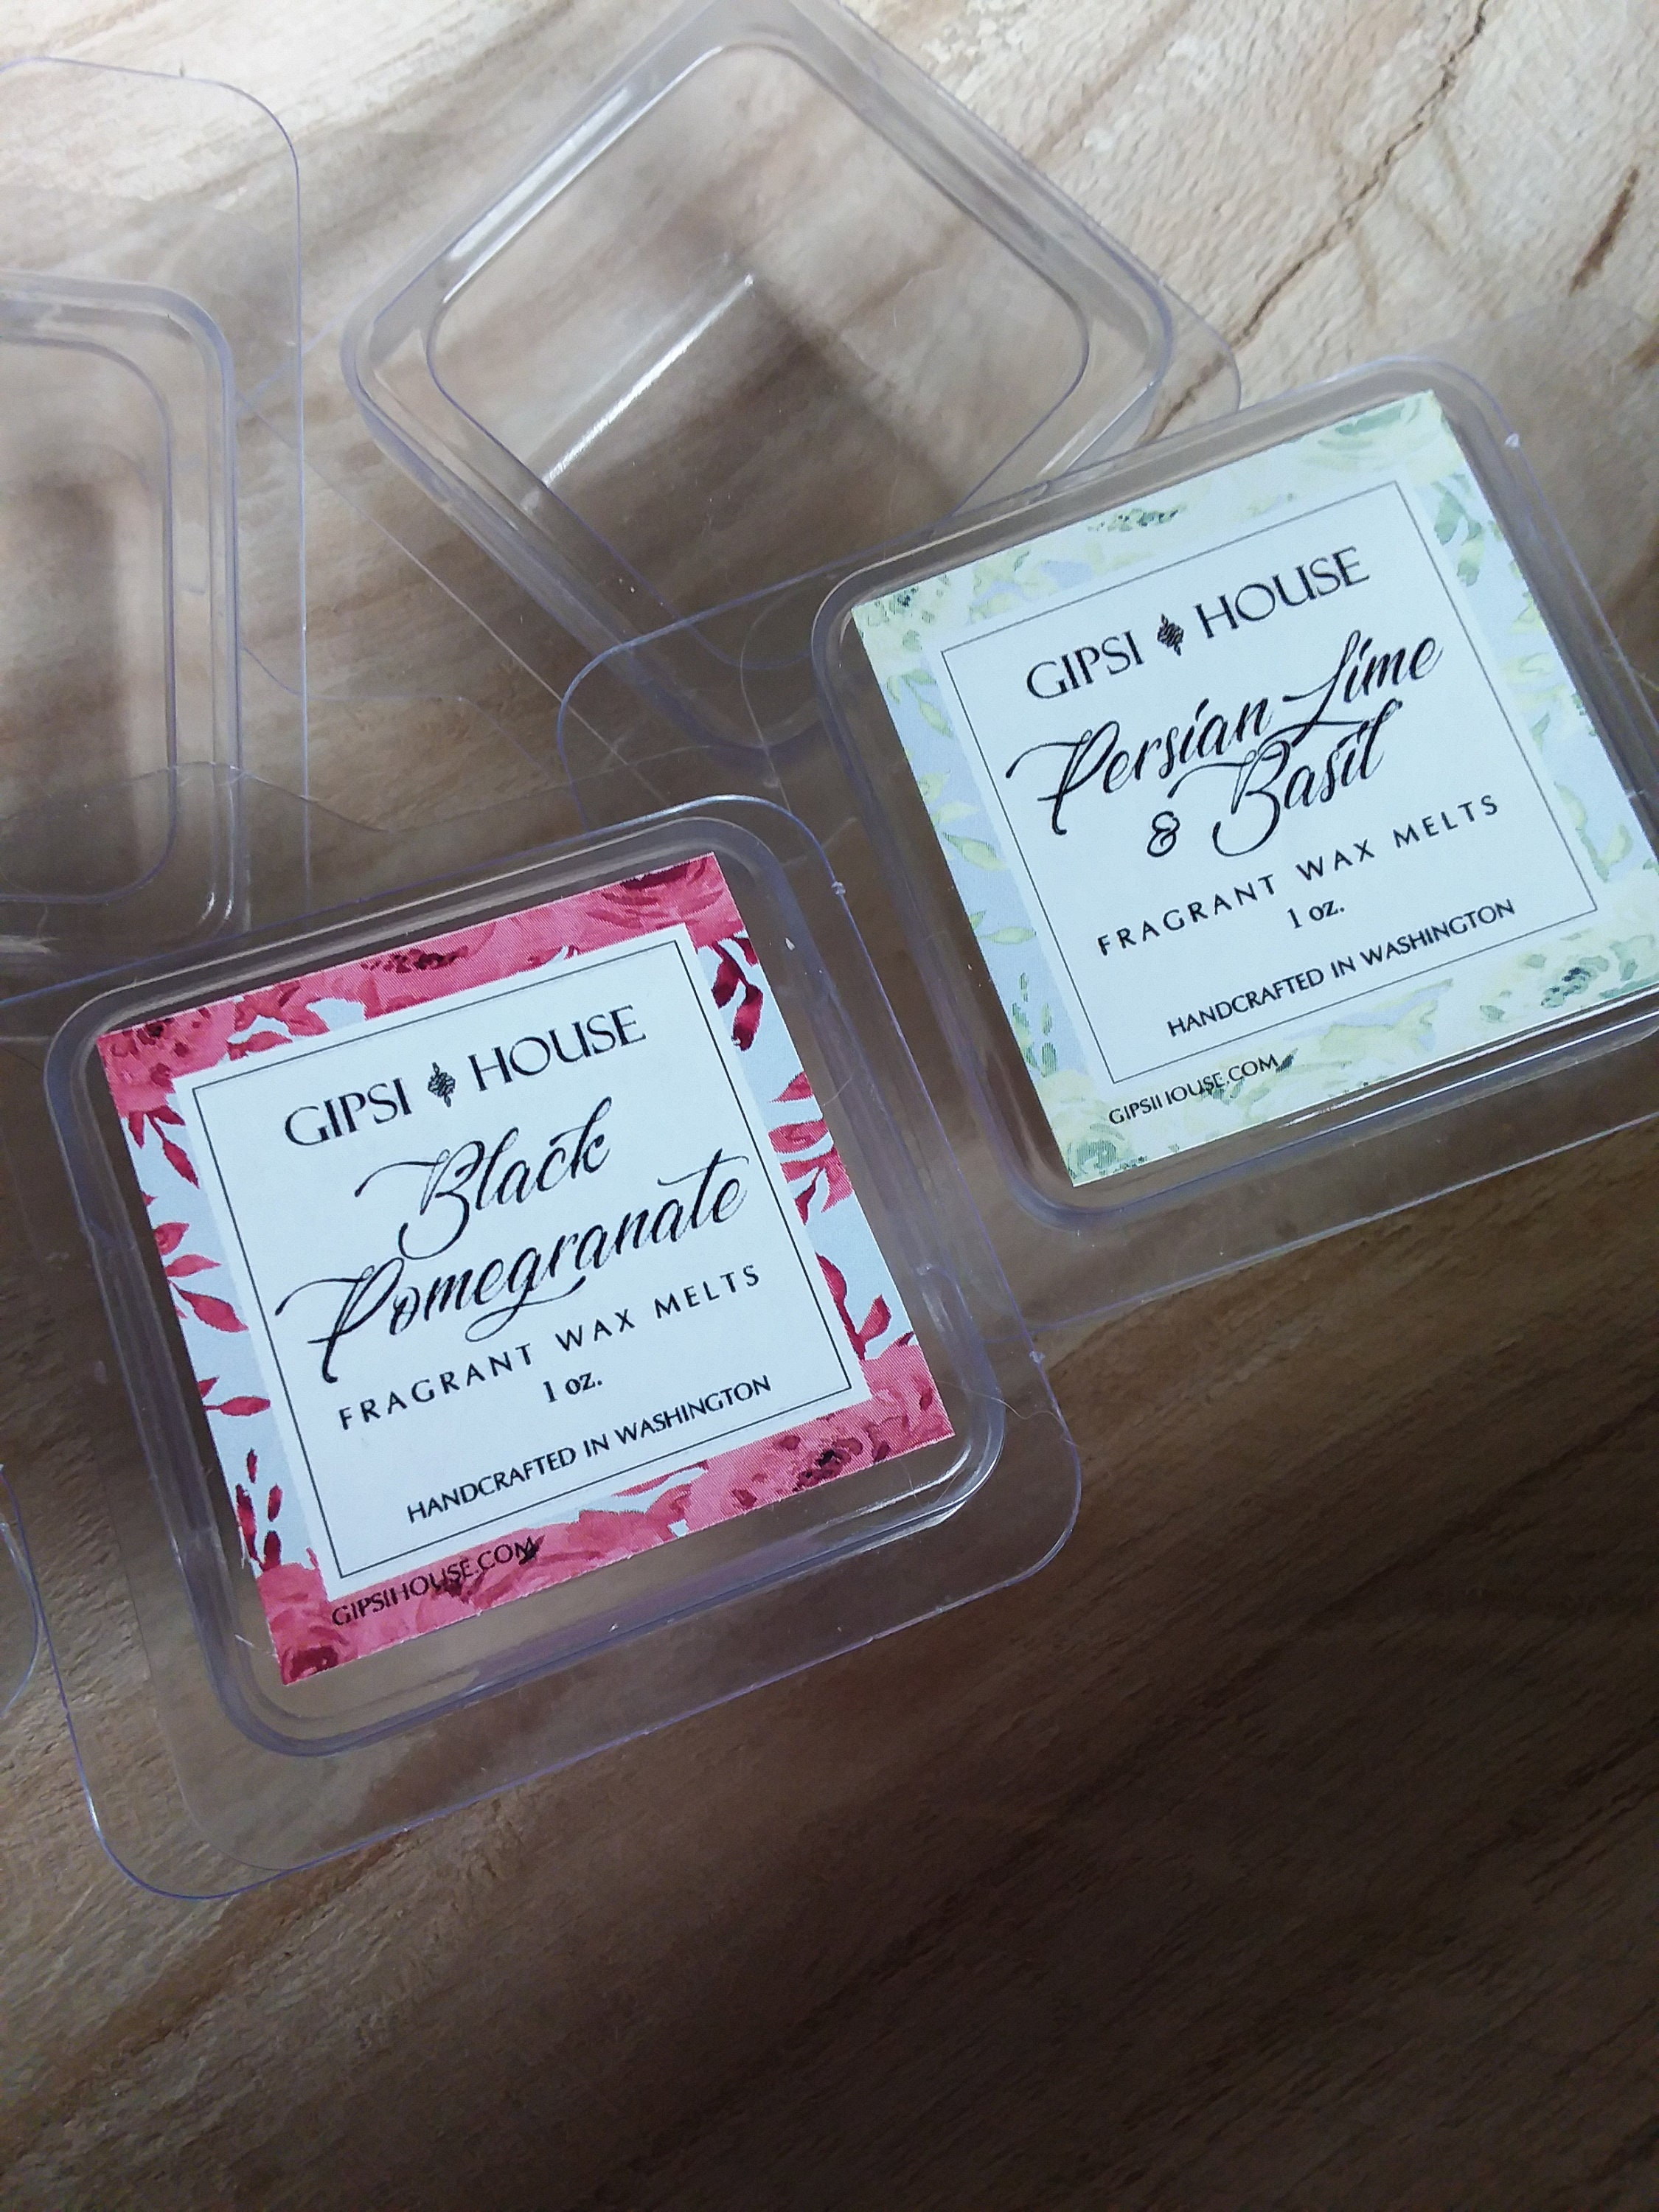 GIPSI HOUSE
Black
Pomegranate
FRAGRANT WAX MELTS
1 oz.
HANDCRAFTED IN WASHINGTON
GIPSIHOUSE.COM
GIPSI HOUSE
Persian Lime
& Basil
FRAGRANT WAX MELTS
1 oz.
HANDCRAFTED IN WASHINGTON
GIPSIHOUSE.COM